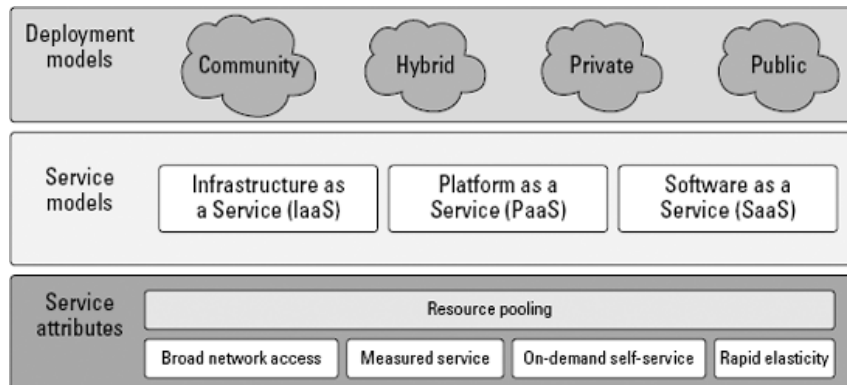 Deployment
models
Community
Hybrid
Private
Public
Service
models
Infrastructure as
a Service (IaaS)
Platform as a
Service (PaaS)
Software as a
Service (SaaS)
Service
attributes
Resource pooling
Broad network access
Measured service
On-demand self-service
Rapid elasticity